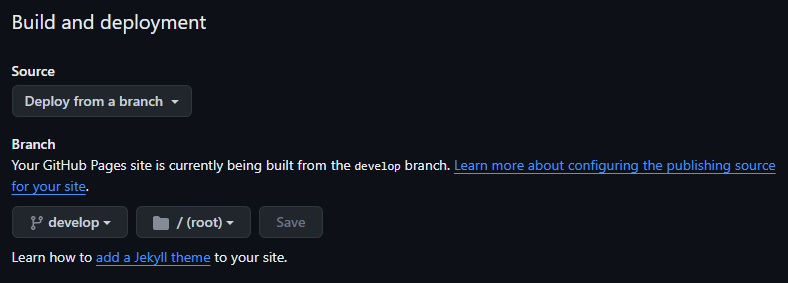 Build and deployment
Source
Deploy from a branch
Branch
Your GitHub Pages site is currently being built from the develop branch. Learn more about configuring the publishing source
for your site.
develop / (root) Save
Learn how to add a Jekyll theme to your site.